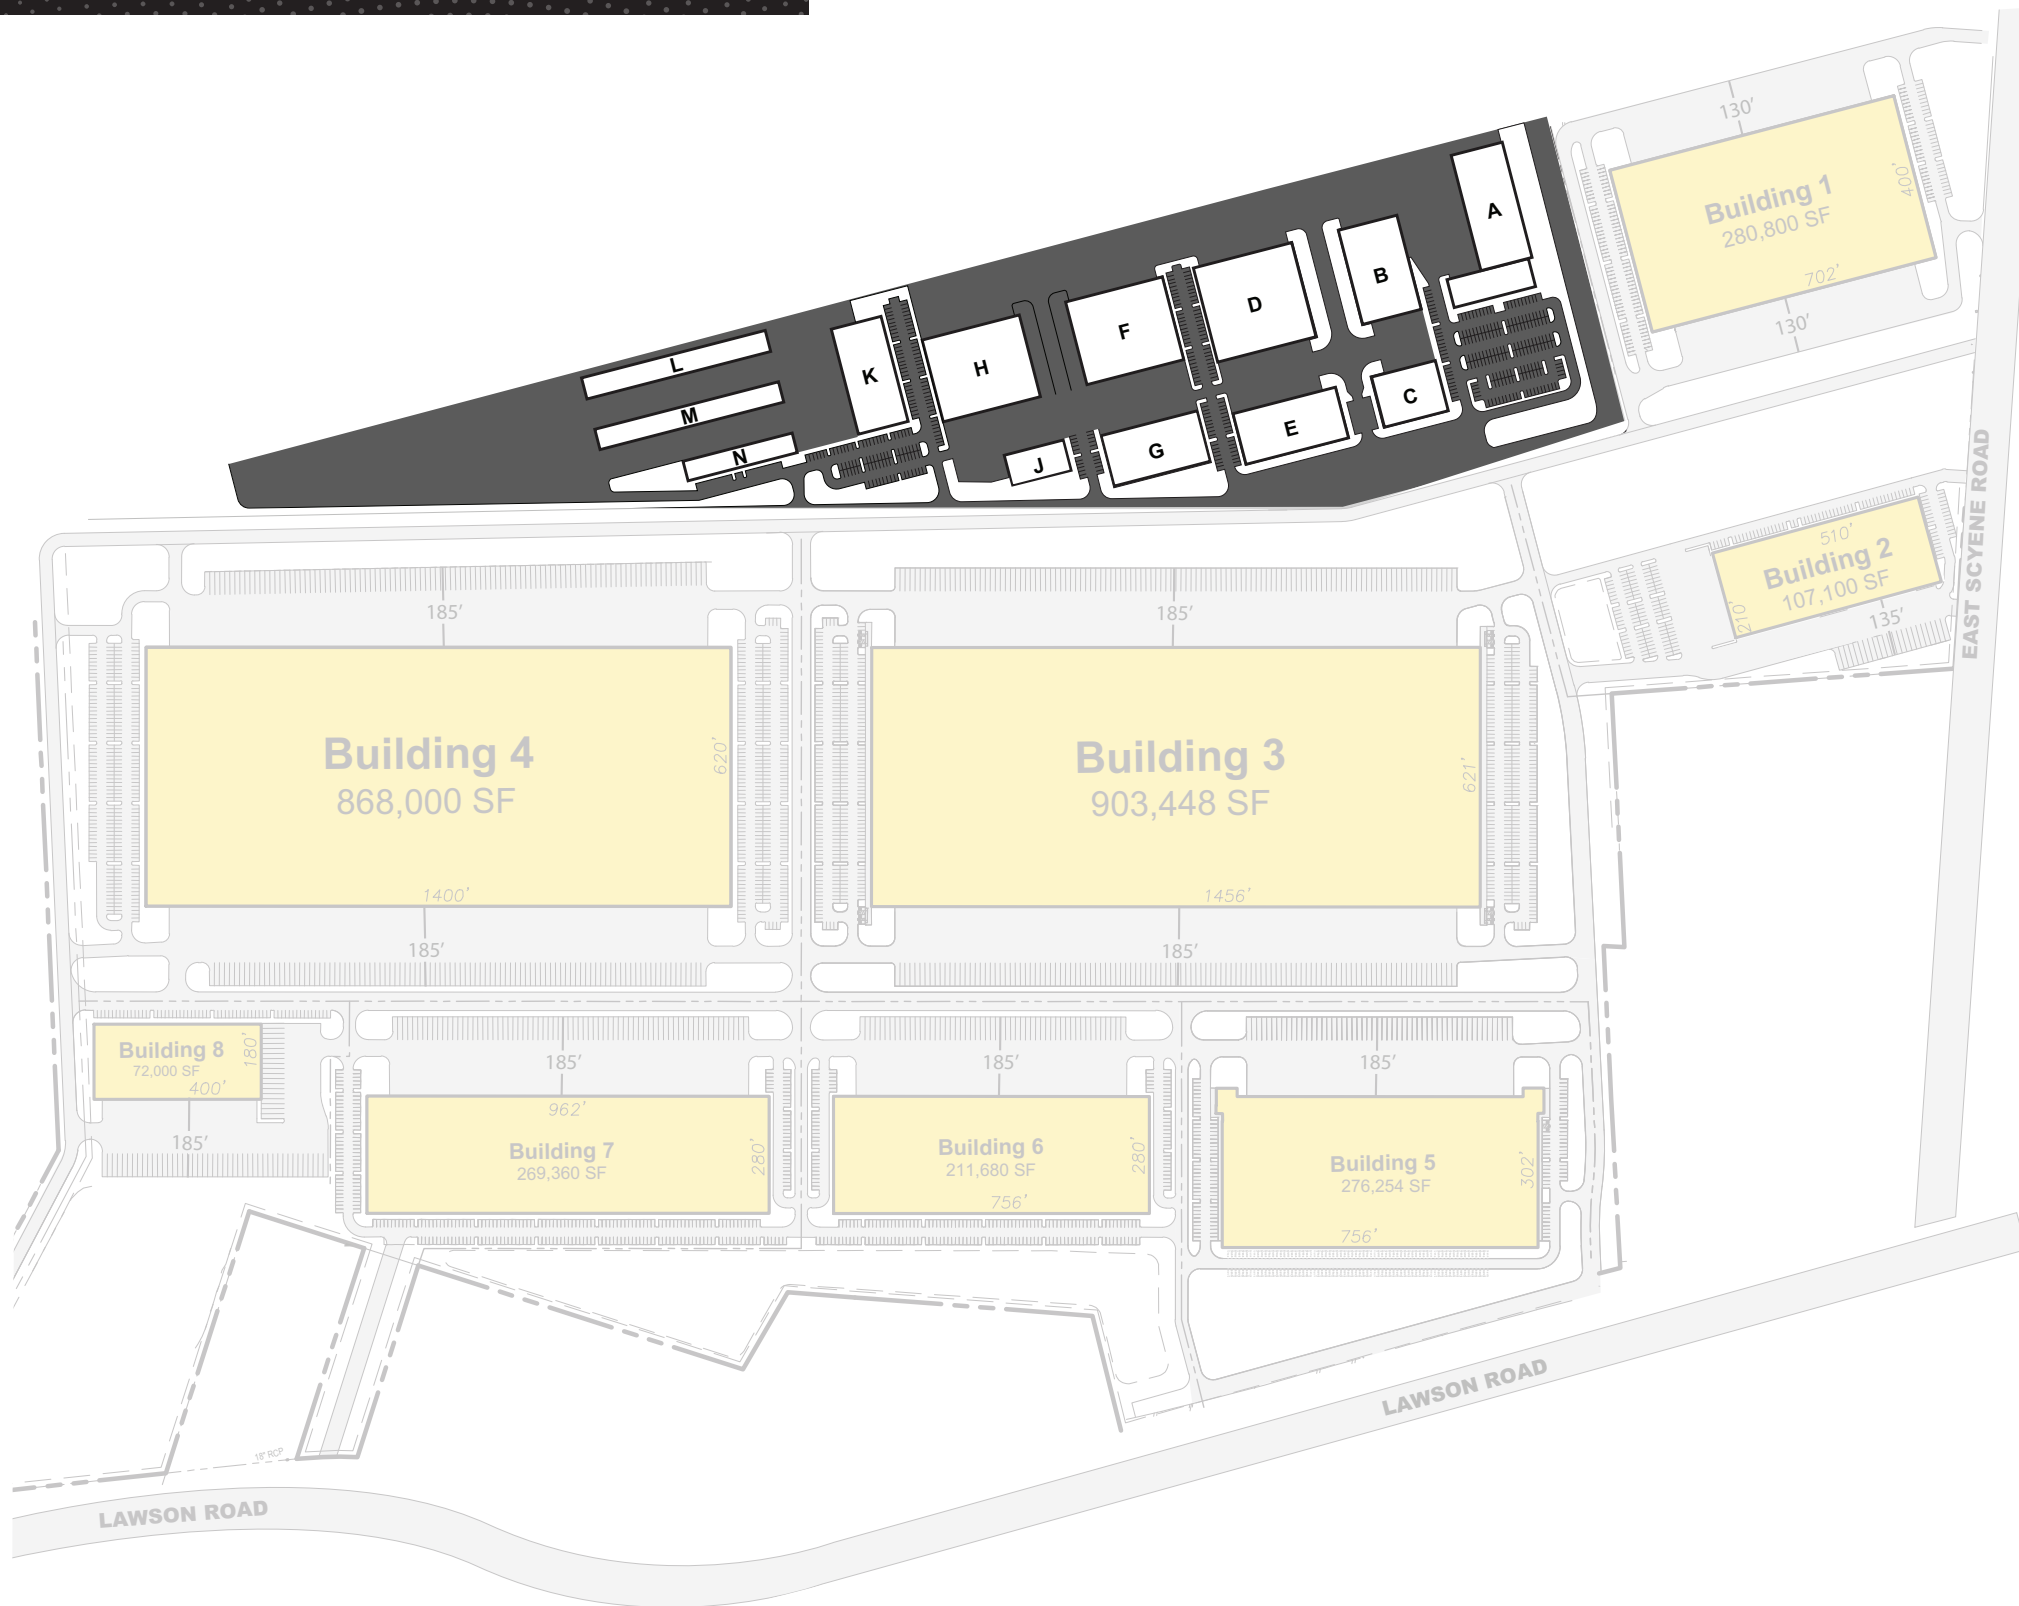 130’
Building 1
280,800 SF
400’
702’
130’
A
B
C
D
E
F
G
H
J
K
L
M
N
EAST SCYENE ROAD
510’
Building 2
107,100 SF
210’
135’
185’
Building 4
868,000 SF
620’
1400’
185’
185’
Building 3
903,448 SF
621’
1456’
185’
Building 8
72,000 SF
180’
400’
185’
185’
962’
Building 7
269,360 SF
280’
185’
Building 6
211,680 SF
280’
756’
185’
Building 5
276,254 SF
302’
756’
LAWSON ROAD
15" RCP
LAWSON ROAD